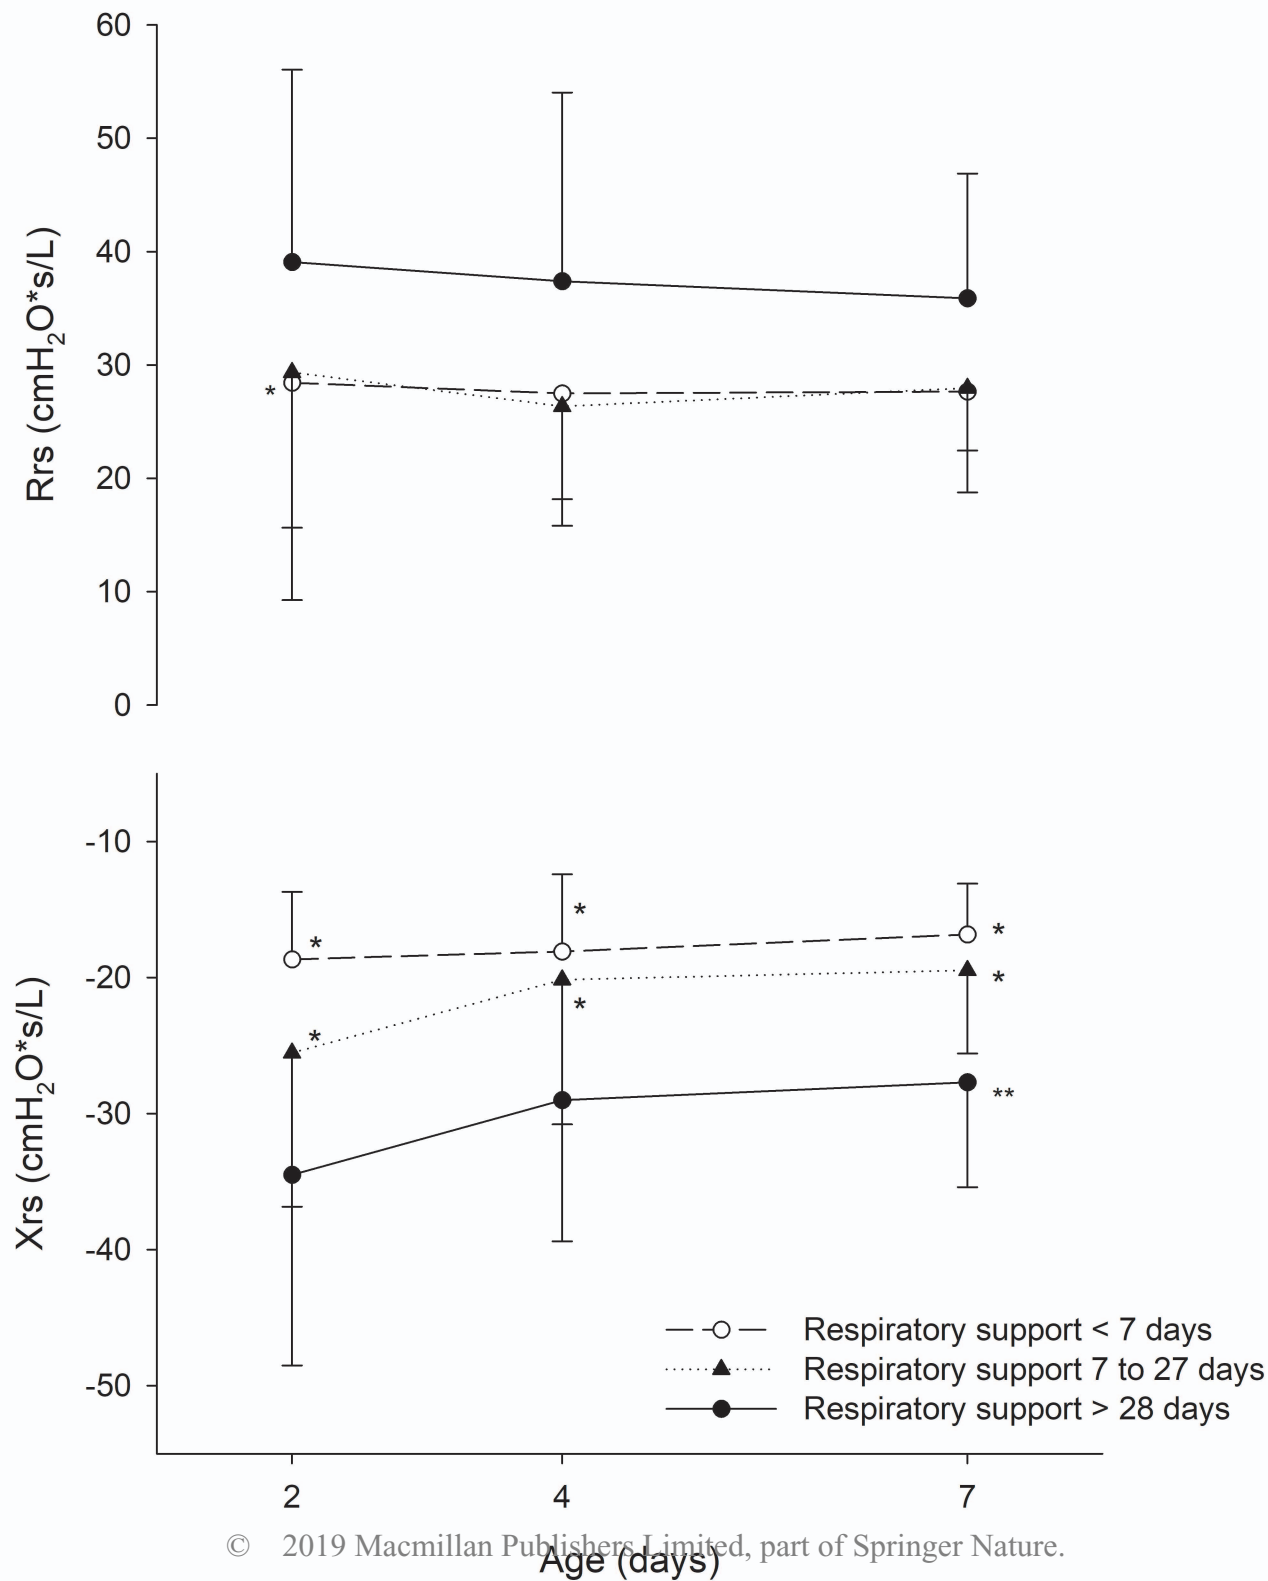 60
50
40
30
20
10
0
Rrs (cmH2O*s/L)
*
-10
-20
-30
-40
-50
Xrs (cmH2O*s/L)
*
*
*
*
*
*
**
Respiratory support < 7 days
Respiratory support 7 to 27 days
Respiratory support > 28 days
2 4 7
© 2019 Macmillan Publishers Limited, part of Springer Nature.
Age (days)